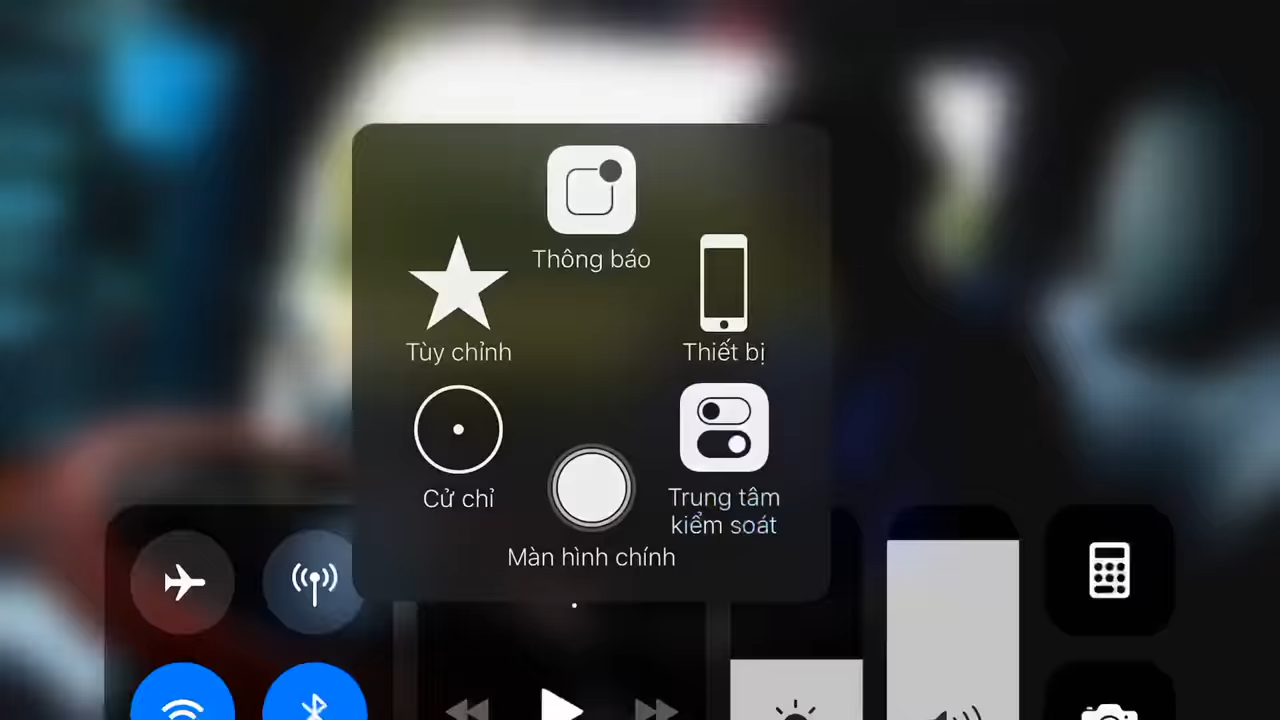 Thông báo
Tùy chỉnh
Thiết bị
Cử chỉ
Trung tâm
kiểm soát
Màn hình chính